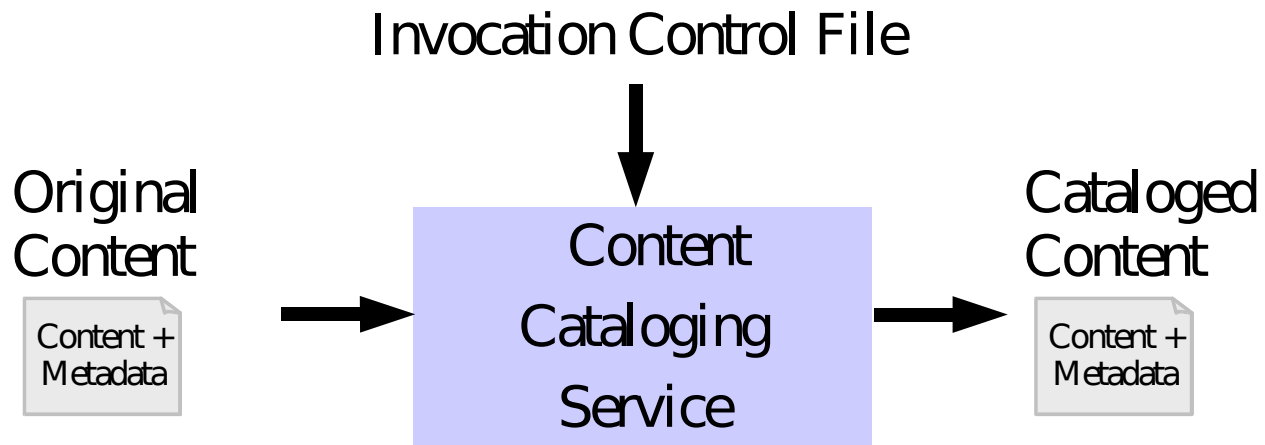 Invocation Control File
Original
Content
Content +
Metadata
Content
Cataloging
Service
Cataloged
Content
Content +
Metadata